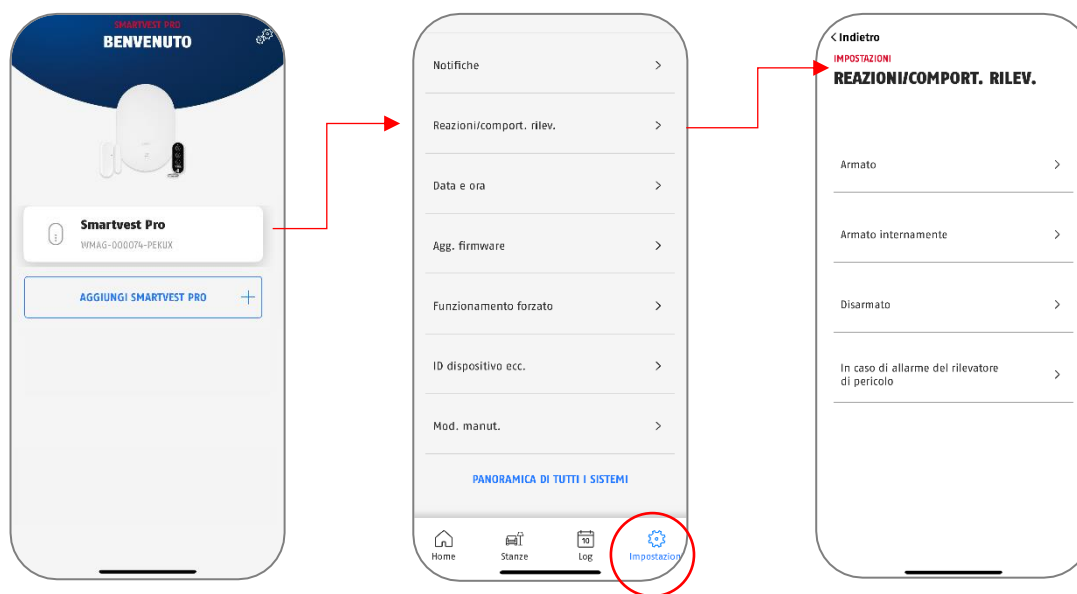 SMARTVEST PRO
BENVENUTO
Smartvest Pro
WMAG-000074-PEKUX
AGGIUNGI SMARTVEST PRO
Notifiche
Reazioni/comport. rilev.
Data e ora
Agg. firmware
Funzionamento forzato
ID dispositivo ecc.
Mod. manut.
PANORAMICA DI TUTTI I SISTEMI
Home
Stanze
10
Log
Impostazion
Indietro
IMPOSTAZIONI
REAZIONI/COMPORT. RILEV.
Armato
Armato internamente
Disarmato
In caso di allarme del rilevatore
di pericolo